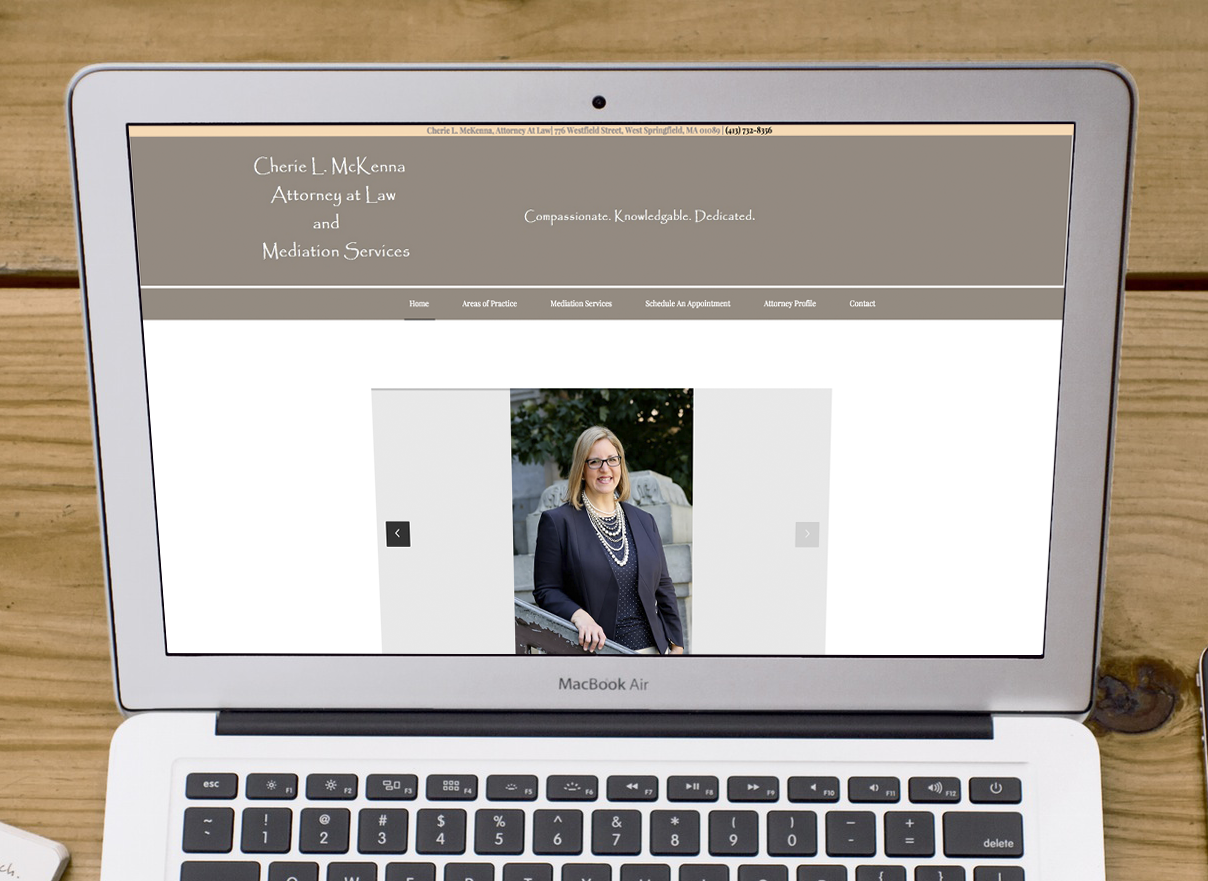 Cherie L. McKenna, Attorney At Law| 776 Westfield Street, West Springfield, MA 01089 | (413) 732-8356
Cherie L. McKenna
Attorney at Law
and
Mediation Services
Compassionate. Knowledgable. Dedicated.
Home Areas of Practice Mediation Services Schedule An Appointment Attorney Profile Contact
MacBook Air
esc F1 F2 F3 F4 F5 F6 F7 F8 F9 F10 F11 F12
~ ! @ # $ % ^ & * ( ) - +
` 1 2 3 4 5 6 7 8 9 0 - = delete
ch.